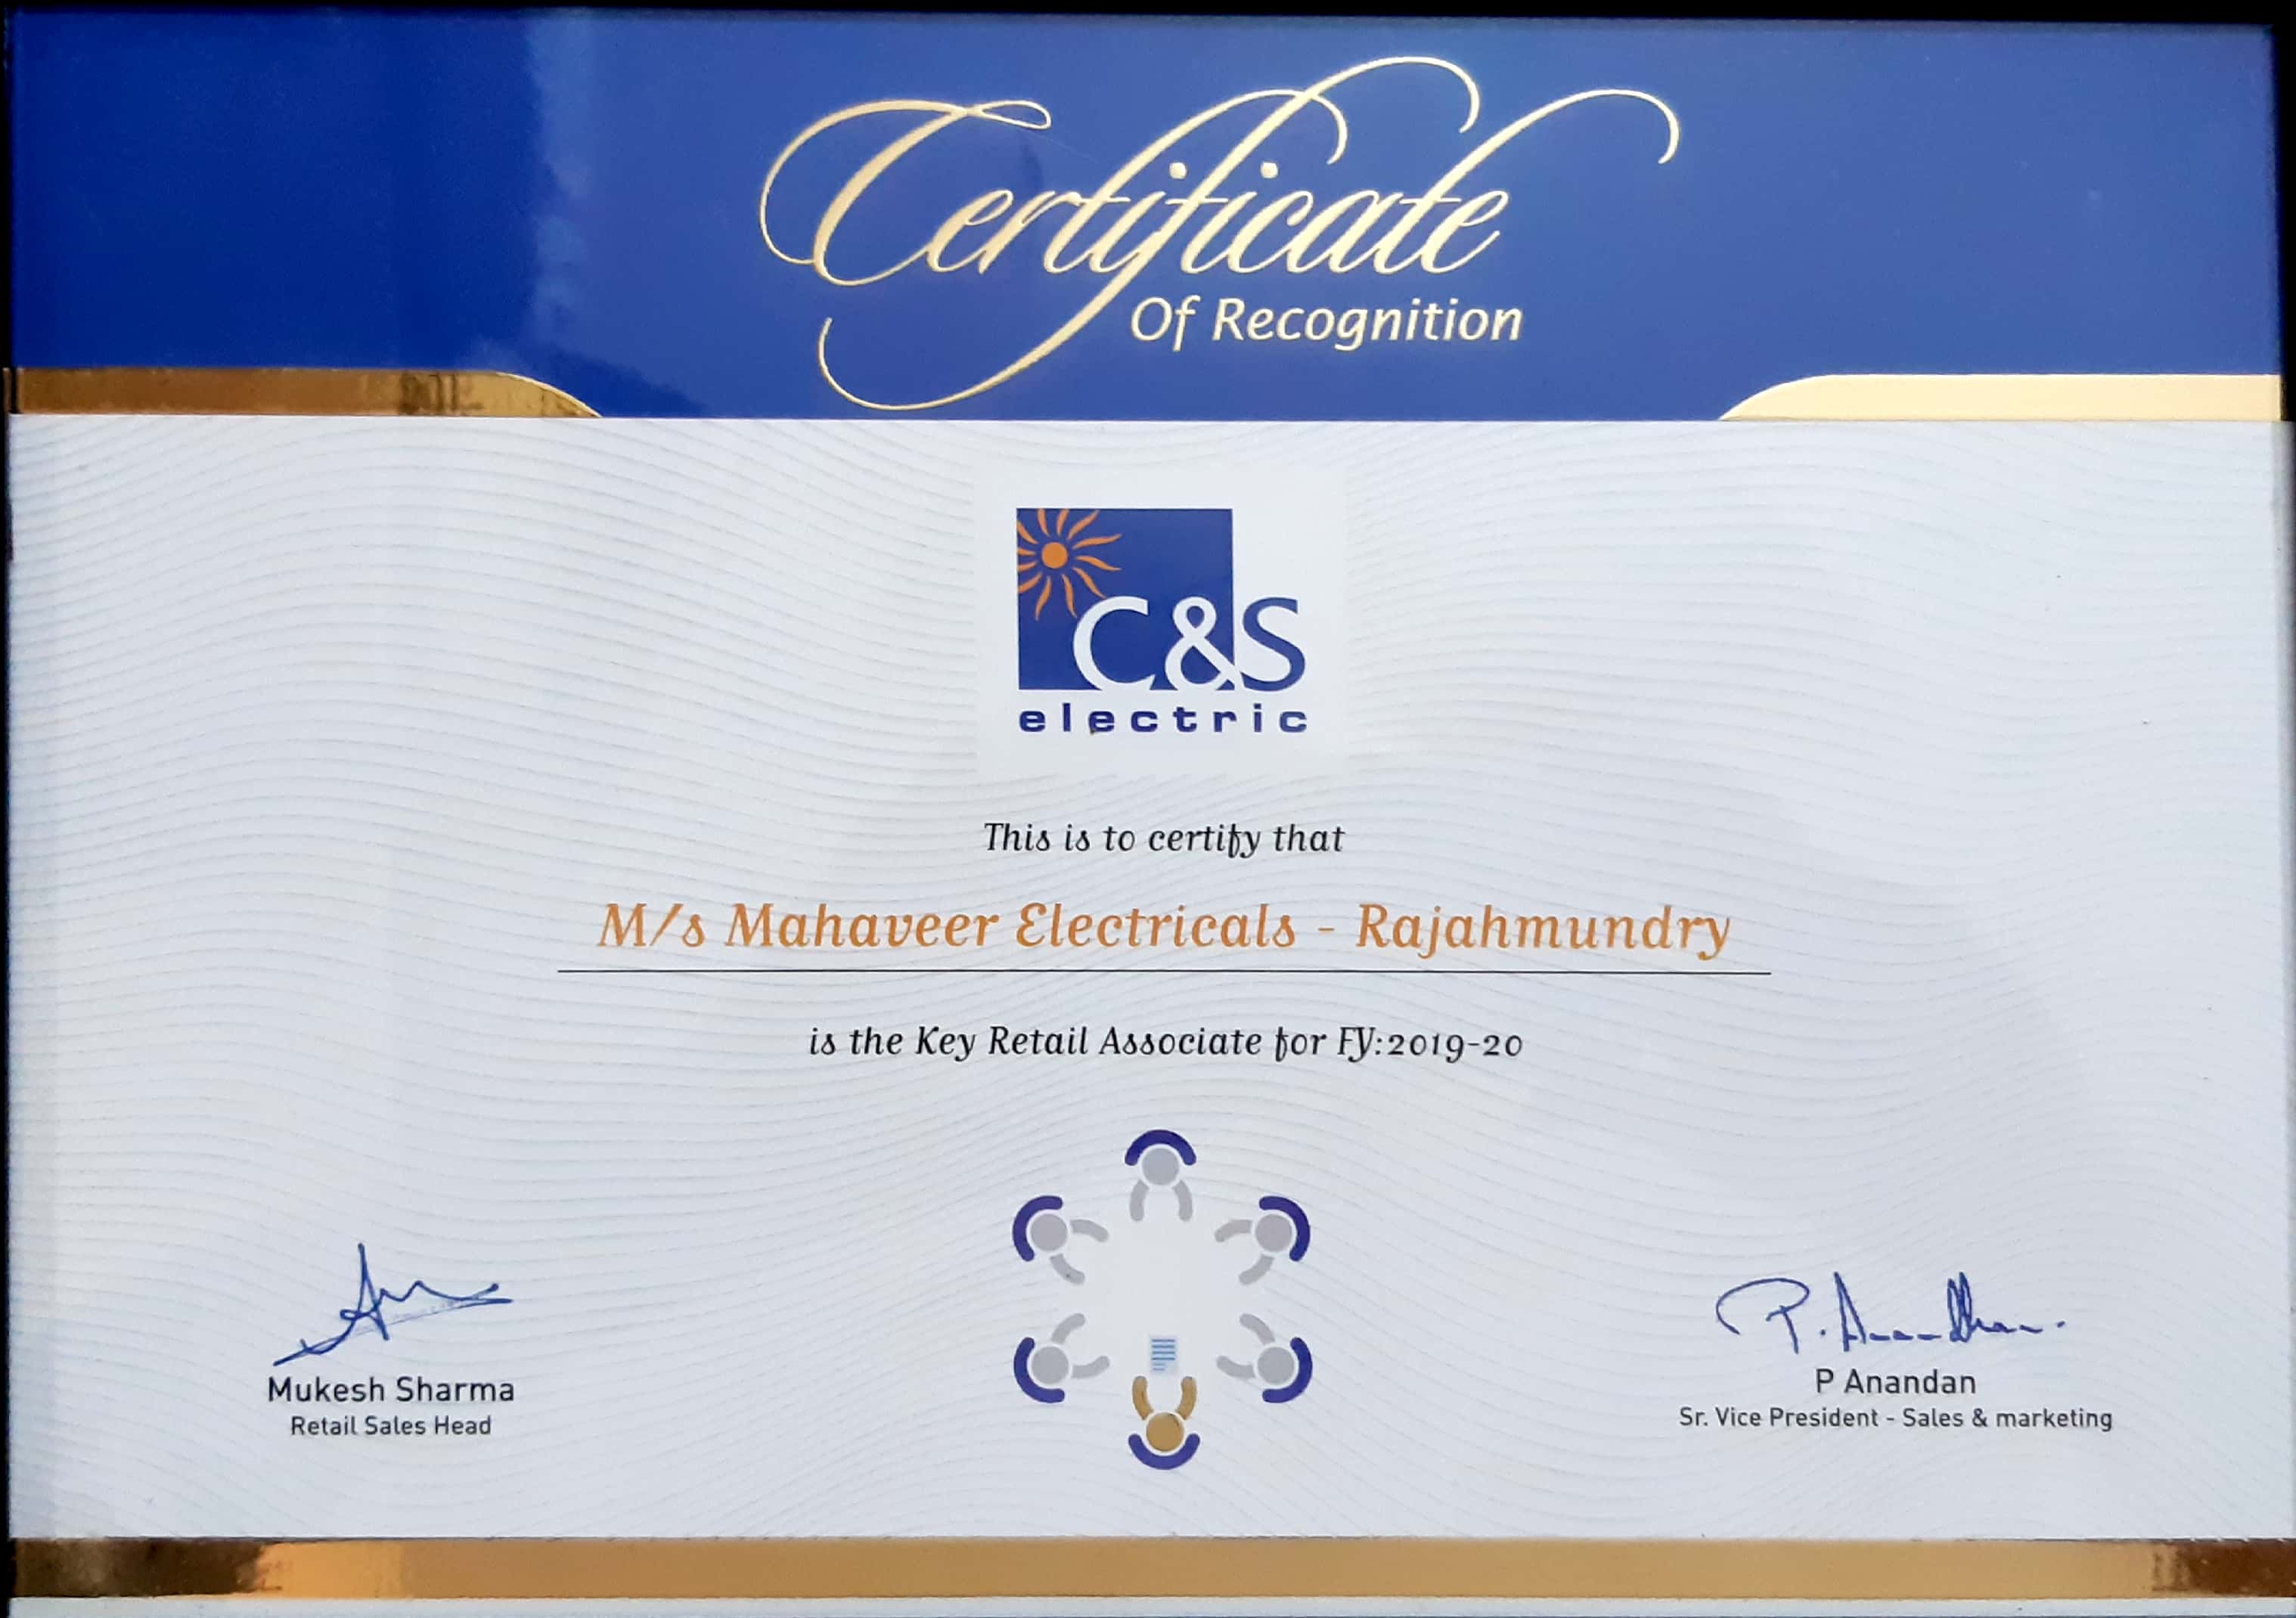 Certificate
Of Recognition
C&S
electric
This is to certify that
M/s Mahaveer Electricals - Rajahmundry
is the Key Retail Associate for FY:2019-20
P. Anandhan.
Mukesh Sharma
Retail Sales Head
P Anandan
Sr. Vice President - Sales & marketing